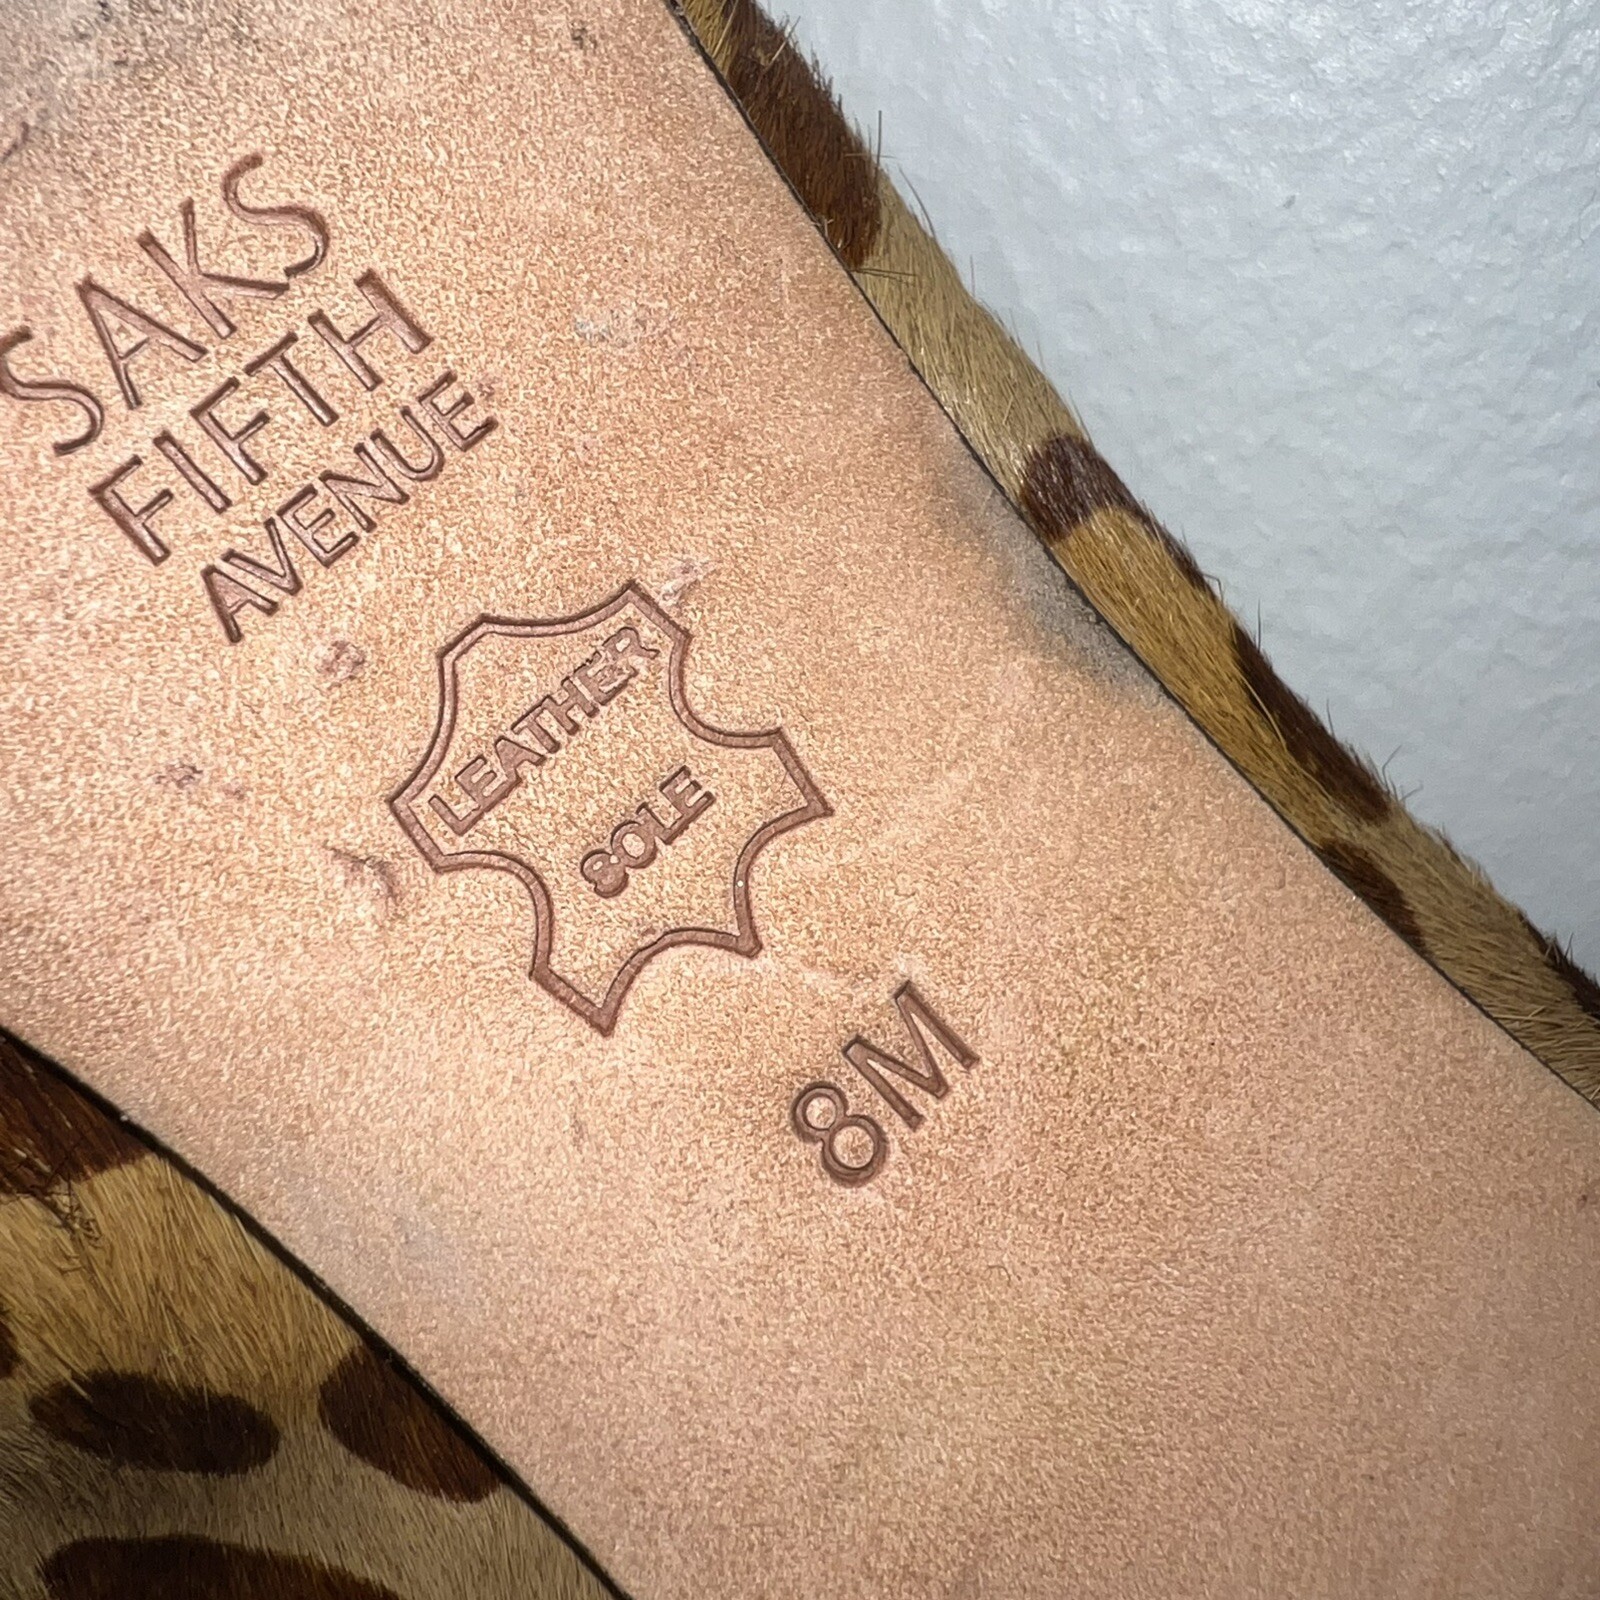 SAKS
FIFTH
AVENUE
LEATHER
SOLE
8M